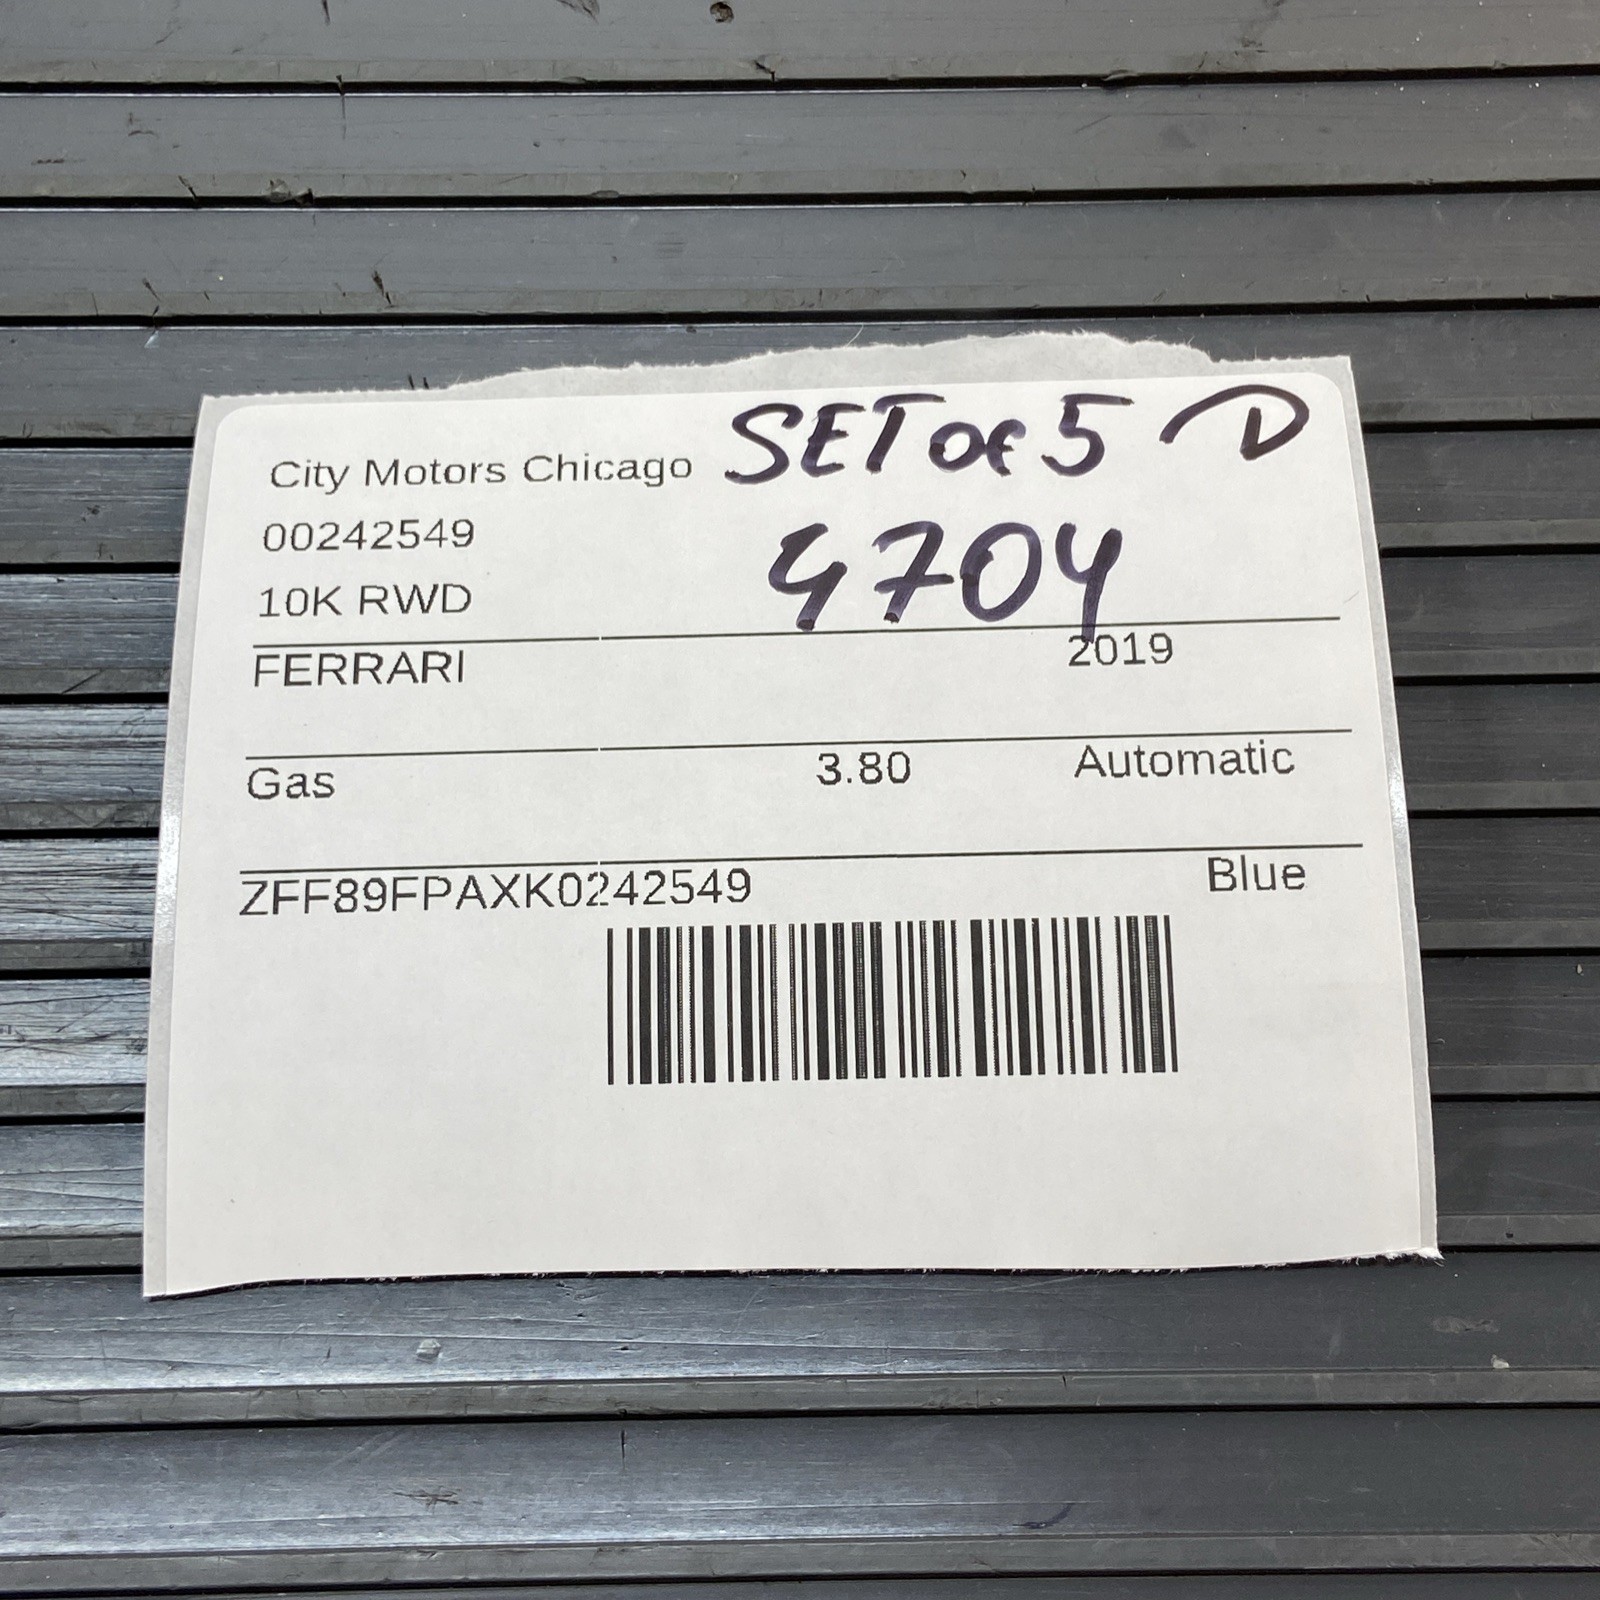 City Motors Chicago SET OF 5 D
00242549 4704
10K RWD
FERRARI 2019
Gas 3.80 Automatic
ZFF89FPAXK0242549 Blue